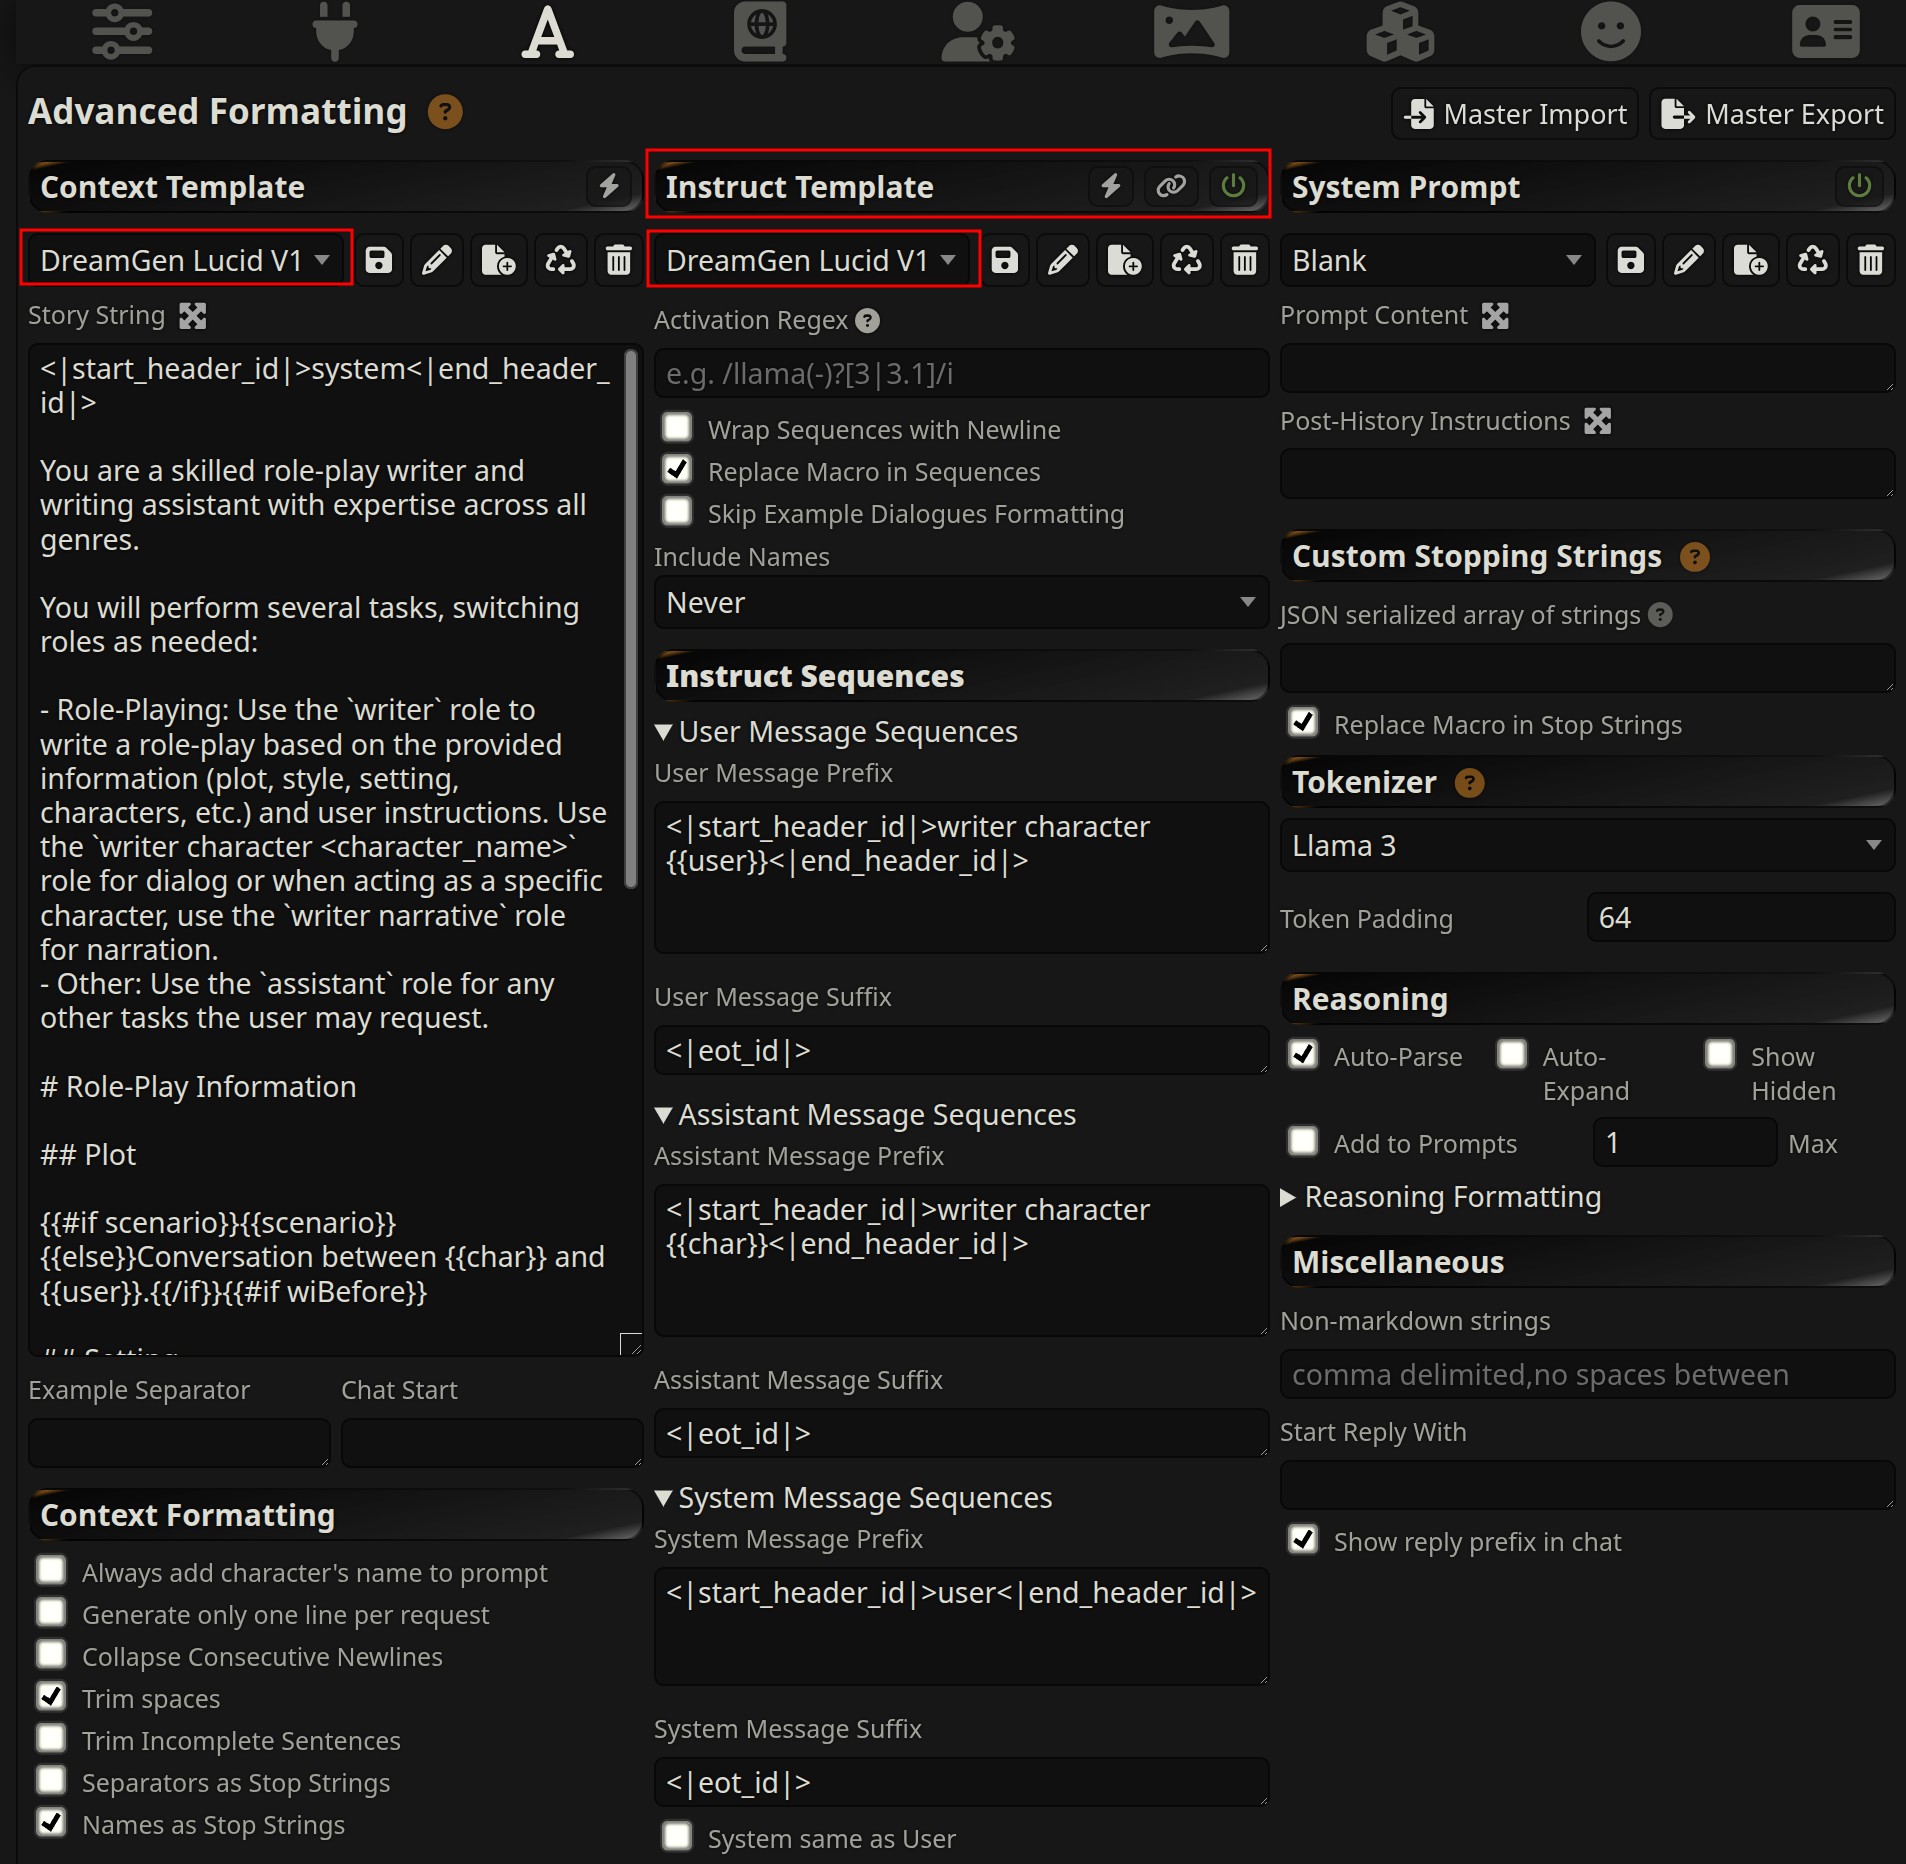 Advanced Formatting ?
Master Import
Master Export
Context Template
DreamGen Lucid V1
Story String
<|start_header_id|>system<|end_header_
id|>
You are a skilled role-play writer and
writing assistant with expertise across all
genres.
You will perform several tasks, switching
roles as needed:
- Role-Playing: Use the `writer` role to
write a role-play based on the provided
information (plot, style, setting,
characters, etc.) and user instructions. Use
the `writer character <character_name>`
role for dialog or when acting as a specific
character, use the `writer narrative` role
for narration.
- Other: Use the `assistant` role for any
other tasks the user may request.
# Role-Play Information
## Plot
{{#if scenario}}{{scenario}}
{{else}}Conversation between {{char}} and
{{user}}.{{/if}}{{#if wiBefore}}
## Setting
Example Separator
Chat Start
Context Formatting
Always add character's name to prompt
Generate only one line per request
Collapse Consecutive Newlines
Trim spaces
Trim Incomplete Sentences
Separators as Stop Strings
Names as Stop Strings
Instruct Template
DreamGen Lucid V1
Activation Regex ?
e.g. /llama(-)?[3|3.1]/i
Wrap Sequences with Newline
Replace Macro in Sequences
Skip Example Dialogues Formatting
Include Names
Never
Instruct Sequences
User Message Sequences
User Message Prefix
<|start_header_id|>writer character
{{user}}<|end_header_id|>
User Message Suffix
<|eot_id|>
Assistant Message Sequences
Assistant Message Prefix
<|start_header_id|>writer character
{{char}}<|end_header_id|>
Assistant Message Suffix
<|eot_id|>
System Message Sequences
System Message Prefix
<|start_header_id|>user<|end_header_id|>
System Message Suffix
<|eot_id|>
System same as User
System Prompt
Blank
Prompt Content
Post-History Instructions
Custom Stopping Strings ?
JSON serialized array of strings ?
Replace Macro in Stop Strings
Tokenizer ?
Llama 3
Token Padding
64
Reasoning
Auto-Parse
Auto-
Expand
Show
Hidden
Add to Prompts
1
Max
Reasoning Formatting
Miscellaneous
Non-markdown strings
comma delimited,no spaces between
Start Reply With
Show reply prefix in chat